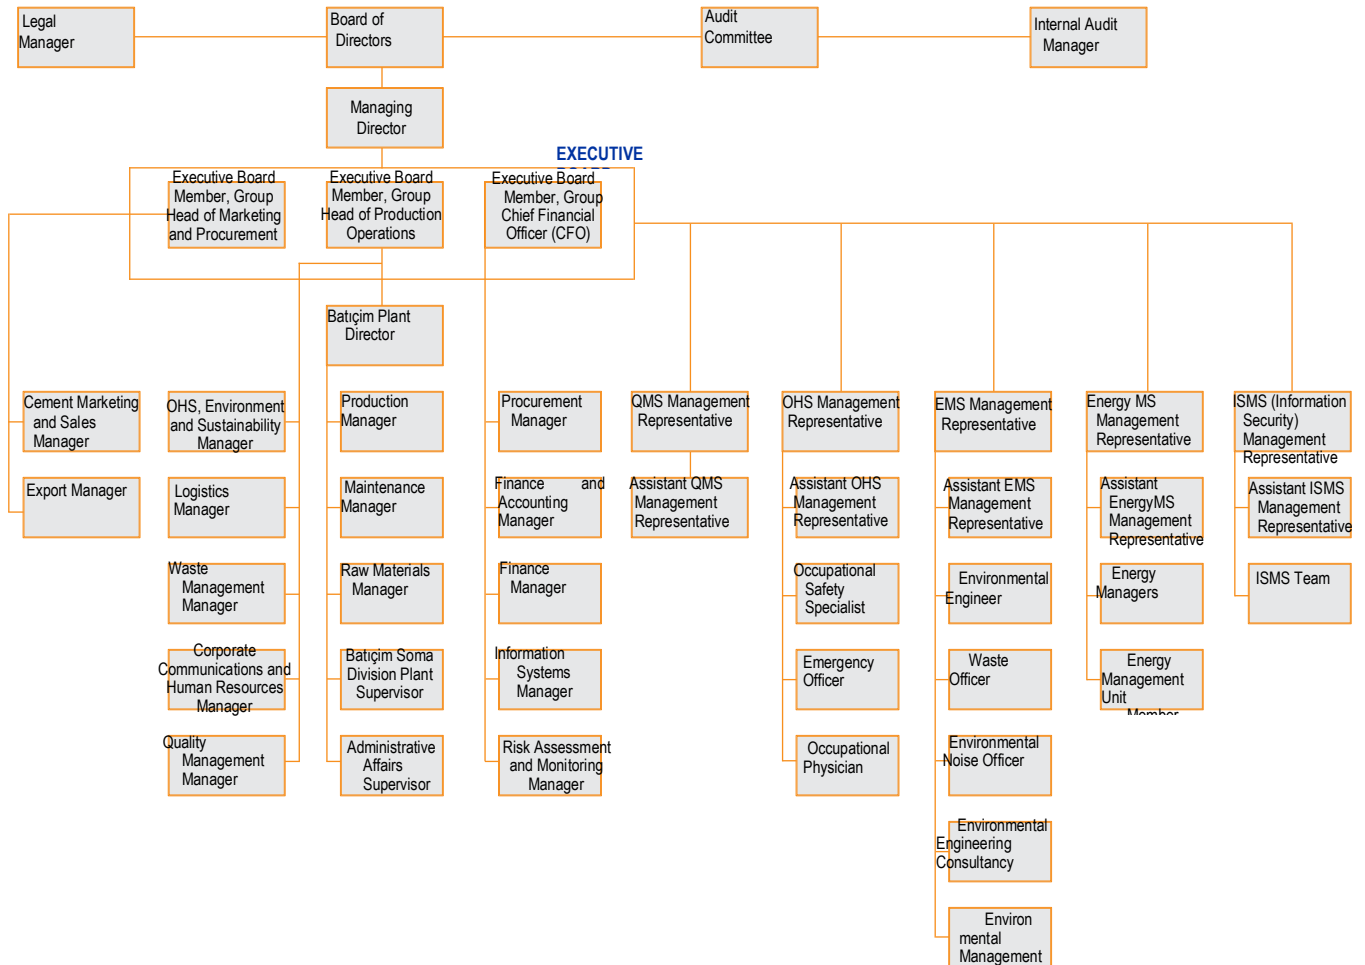 Legal
Manager
Board of
Directors
Audit
Committee
Internal Audit
Manager
Managing
Director
EXECUTIVE
Executive Board
Member, Group
Head of Marketing
and Procurement
Executive Board
Member, Group
Head of Production
Operations
Executive Board
Member, Group
Chief Financial
Officer (CFO)
Batıçim Plant
Director
Cement Marketing
and Sales
Manager
OHS, Environment
and Sustainability
Manager
Production
Manager
Procurement
Manager
QMS Management
Representative
OHS Management
Representative
EMS Management
Representative
Energy MS
Management
Representative
ISMS (Information
Security)
Management
Representative
Export Manager
Logistics
Manager
Maintenance
Manager
Finance and
Accounting
Manager
Assistant QMS
Management
Representative
Assistant OHS
Management
Representative
Assistant EMS
Management
Representative
Assistant
EnergyMS
Management
Representative
Assistant ISMS
Management
Representative
Waste
Management
Manager
Raw Materials
Manager
Finance
Manager
Occupational
Safety
Specialist
Environmental
Engineer
Energy
Managers
ISMS Team
Corporate
Communications and
Human Resources
Manager
Batıçim Soma
Division Plant
Supervisor
Information
Systems
Manager
Emergency
Officer
Waste
Officer
Energy
Management
Unit
Member
Quality
Management
Manager
Administrative
Affairs
Supervisor
Risk Assessment
and Monitoring
Manager
Occupational
Physician
Environmental
Noise Officer
Environmental
Engineering
Consultancy
Environ
mental
Management